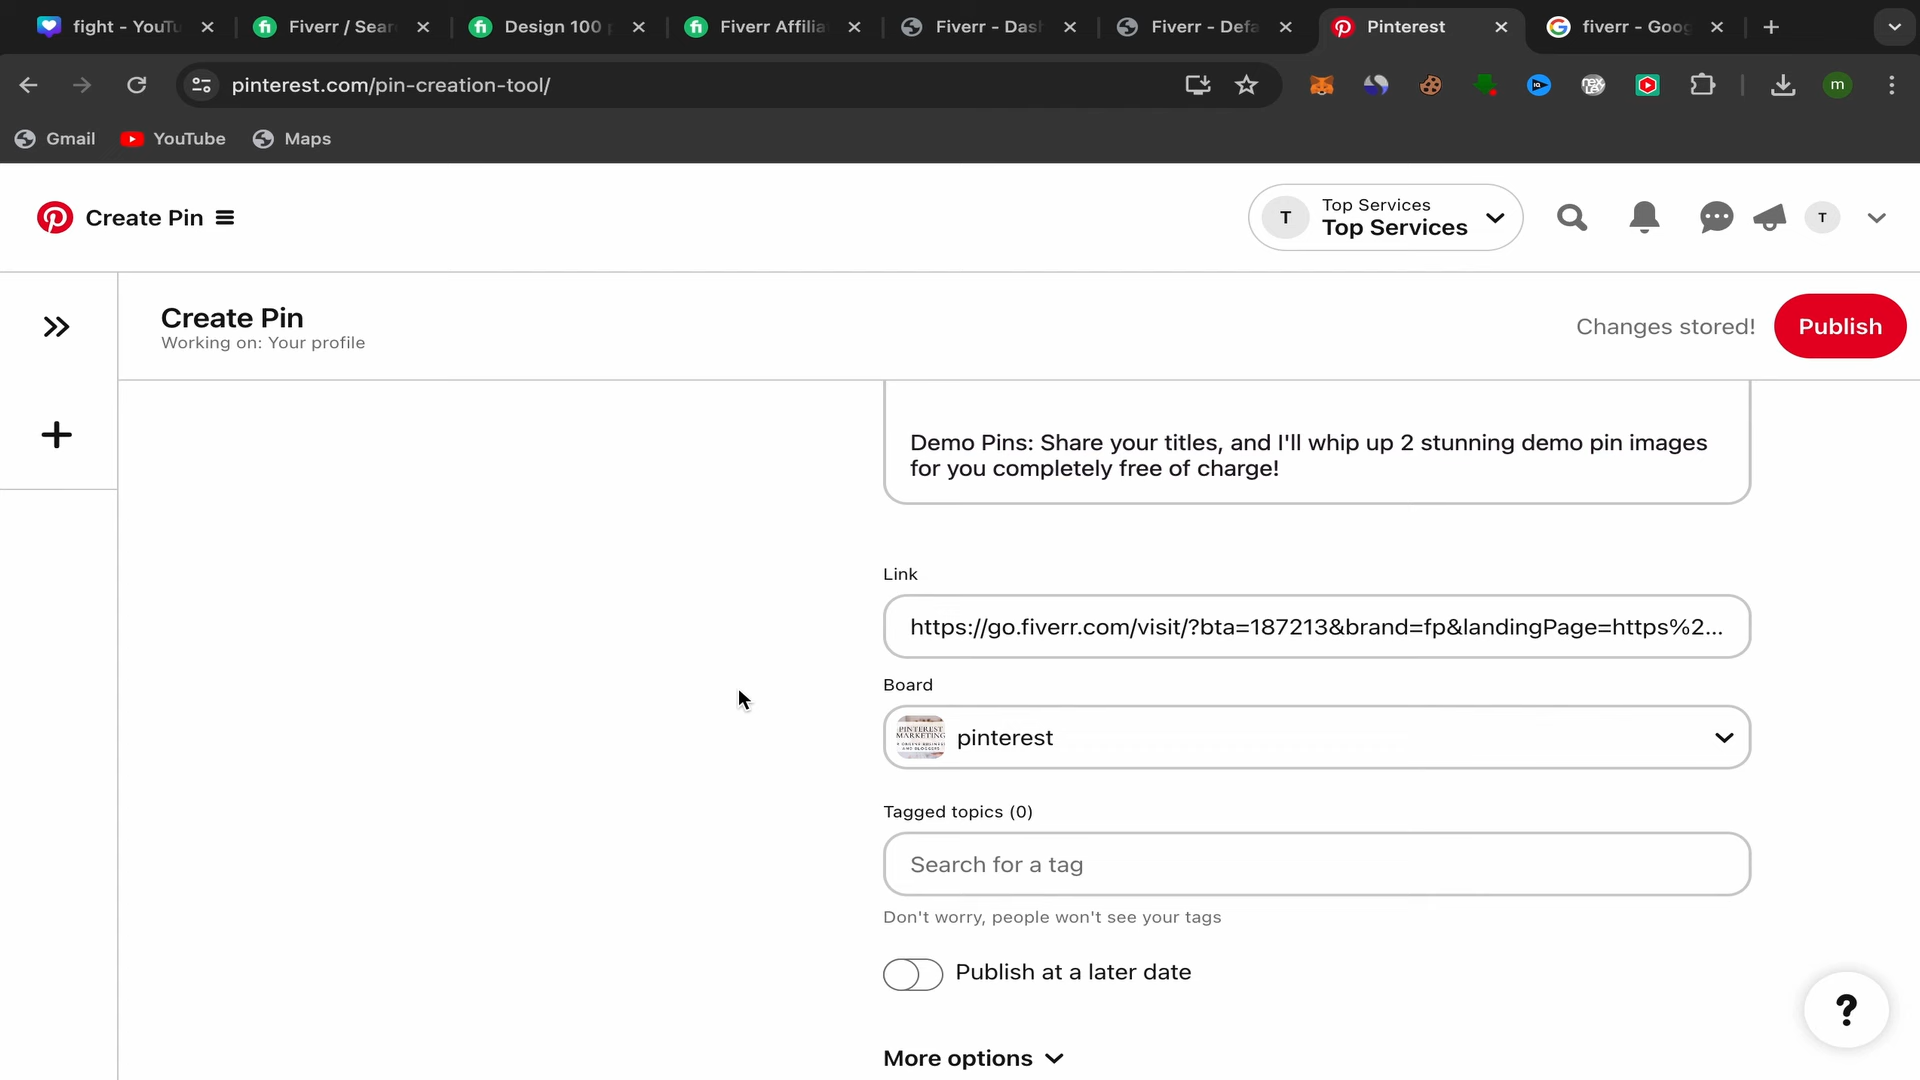 fight - YouTu
Fiverr / Sear
Design 100 p
Fiverr Affilia
Fiverr - Dash
Fiverr - Defa
Pinterest
fiverr - Goog
pinterest.com/pin-creation-tool/
m
Gmail
YouTube
Maps
Create Pin
T
Top Services
Top Services
T
Create Pin
Working on: Your profile
Changes stored!
Publish
Demo Pins: Share your titles, and I'll whip up 2 stunning demo pin images
for you completely free of charge!
Link
https://go.fiverr.com/visit/?bta=187213&brand=fp&landingPage=https%2...
Board
PINTEREST
MARKETING
pinterest
Tagged topics (0)
Search for a tag
Don't worry, people won't see your tags
Publish at a later date
More options
?